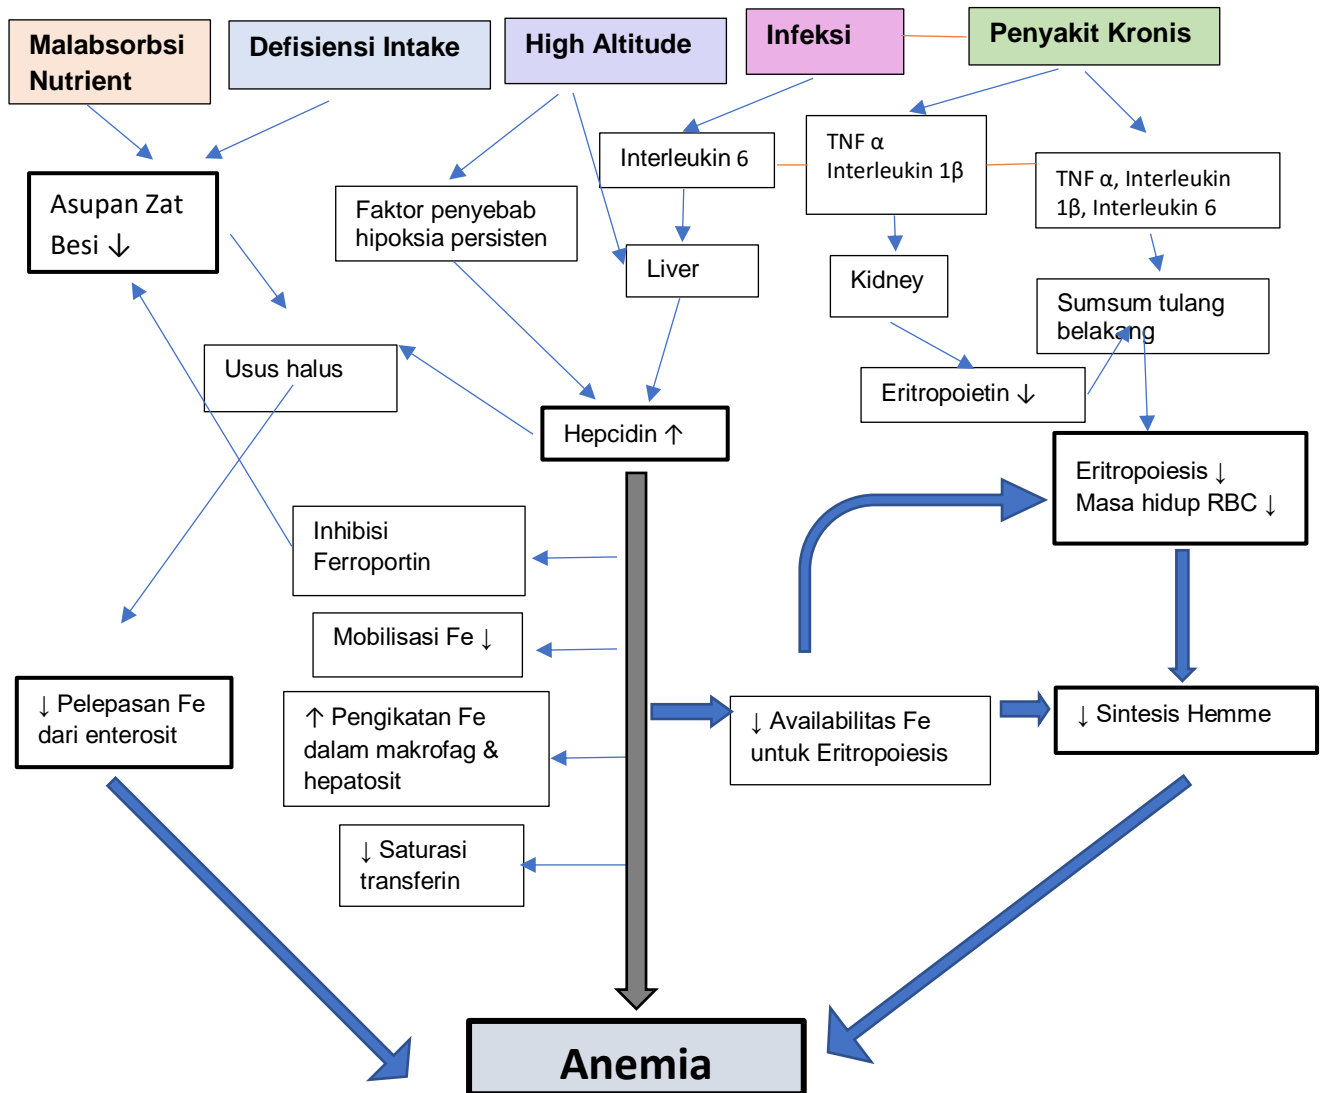 Malabsorbsi
Nutrient
Defisiensi Intake
High Altitude
Infeksi
Penyakit Kronis
Asupan Zat
Besi ↓
Faktor penyebab
hipoksia persisten
Interleukin 6
TNF α
Interleukin 1β
TNF α, Interleukin
1β, Interleukin 6
Liver
Kidney
Sumsum tulang
belakang
Usus halus
Eritropoietin ↓
Hepcidin ↑
Eritropoiesis ↓
Masa hidup RBC ↓
Inhibisi
Ferroportin
Mobilisasi Fe ↓
↓ Pelepasan Fe
dari enterosit
↑ Pengikatan Fe
dalam makrofag &
hepatosit
↓ Availabilitas Fe
untuk Eritropoiesis
↓ Sintesis Hemme
↓ Saturasi
transferin
Anemia